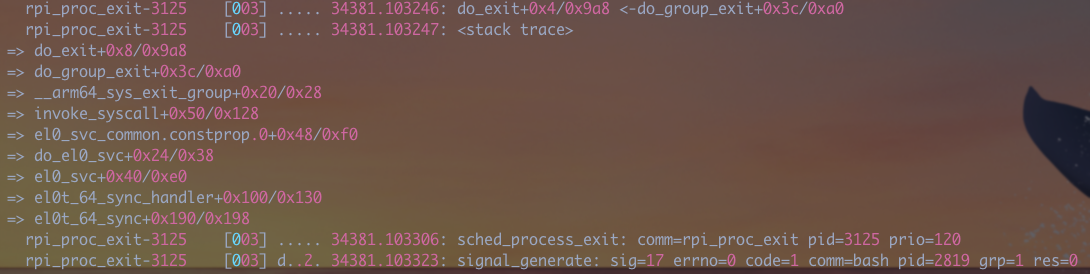 rpi_proc_exit-3125 [003] ..... 34381.103246: do_exit+0x4/0x9a8 <-do_group_exit+0x3c/0xa0
rpi_proc_exit-3125 [003] ..... 34381.103247: <stack trace>
=> do_exit+0x8/0x9a8
=> do_group_exit+0x3c/0xa0
=> __arm64_sys_exit_group+0x20/0x28
=> invoke_syscall+0x50/0x128
=> el0_svc_common.constprop.0+0x48/0xf0
=> do_el0_svc+0x24/0x38
=> el0_svc+0x40/0xe0
=> el0t_64_sync_handler+0x100/0x130
=> el0t_64_sync+0x190/0x198
rpi_proc_exit-3125 [003] ..... 34381.103306: sched_process_exit: comm=rpi_proc_exit pid=3125 prio=120
rpi_proc_exit-3125 [003] d..2. 34381.103323: signal_generate: sig=17 errno=0 code=1 comm=bash pid=2819 grp=1 res=0